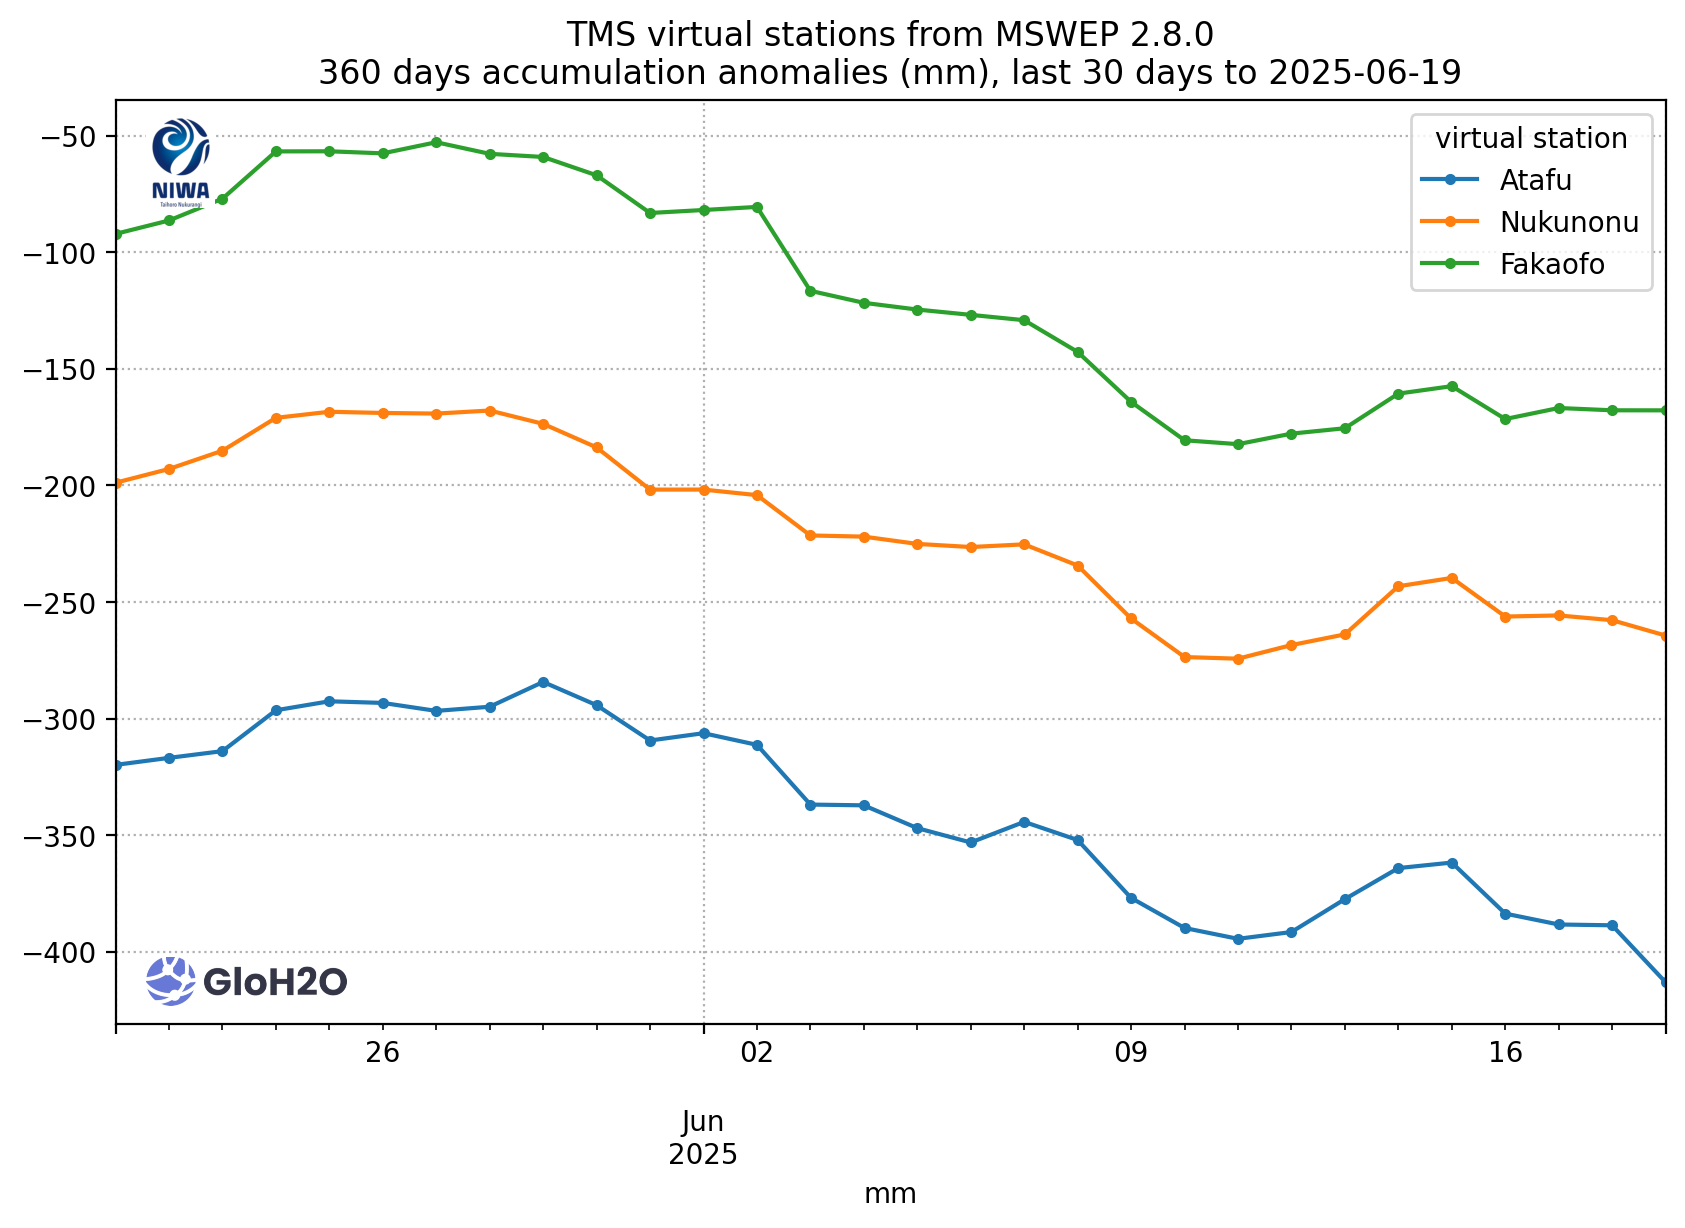 TMS virtual stations from MSWEP 2.8.0
360 days accumulation anomalies (mm), last 30 days to 2025-06-19
NIWA
Taihoro Nukurangi
virtual station
Atafu
Nukunonu
Fakaofo
−50
−100
−150
−200
−250
−300
−350
−400
GloH2O
26 02 09 16
Jun
2025
mm